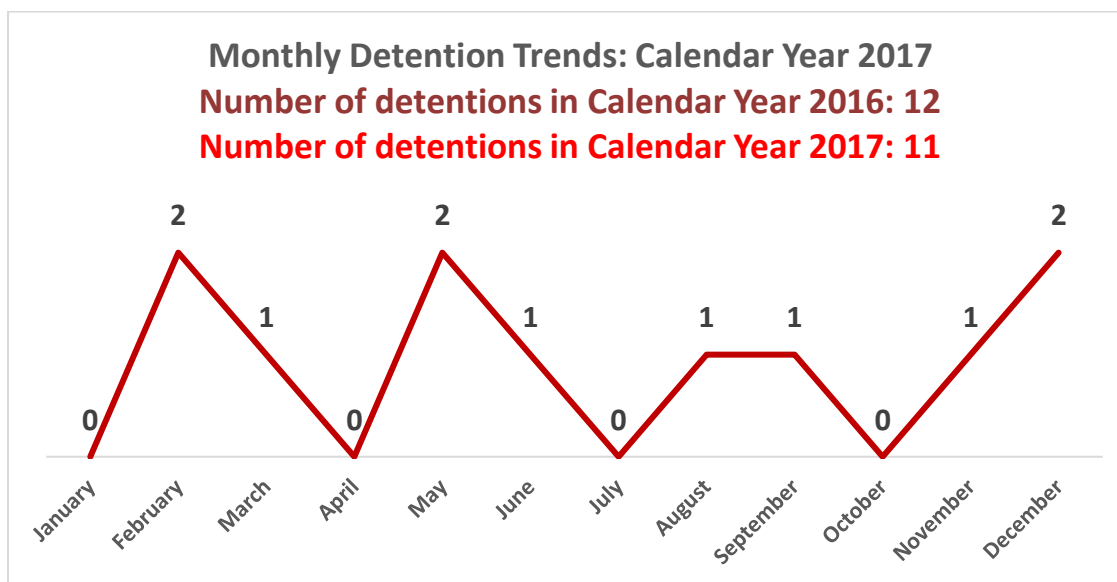 Monthly Detention Trends: Calendar Year 2017
Number of detentions in Calendar Year 2016: 12
Number of detentions in Calendar Year 2017: 11
2 2 2
1 1 1 1 1
0 0 0 0
January February March April May June July August September October November December